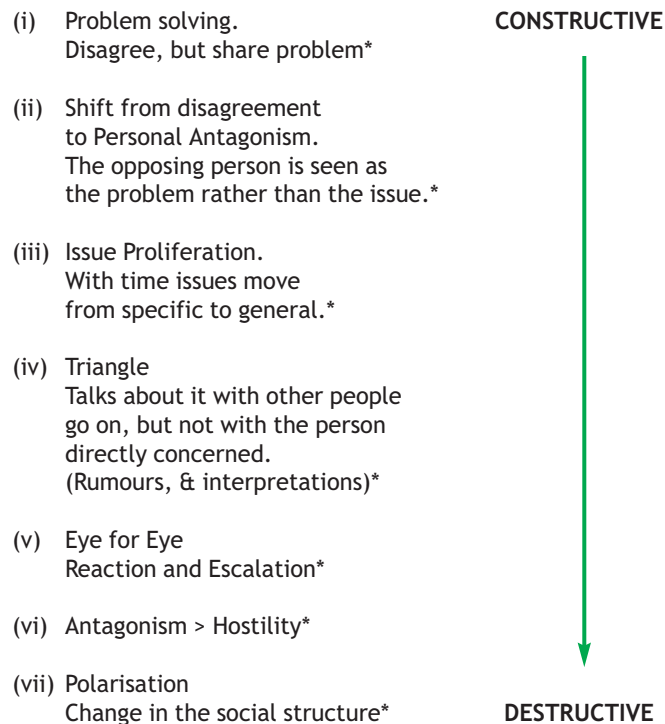 (i) Problem solving. CONSTRUCTIVE
Disagree, but share problem*
(ii) Shift from disagreement
to Personal Antagonism.
The opposing person is seen as
the problem rather than the issue.*
(iii) Issue Proliferation.
With time issues move
from specific to general.*
(iv) Triangle
Talks about it with other people
go on, but not with the person
directly concerned.
(Rumours, & interpretations)*
(v) Eye for Eye
Reaction and Escalation*
(vi) Antagonism > Hostility*
(vii) Polarisation
Change in the social structure* DESTRUCTIVE